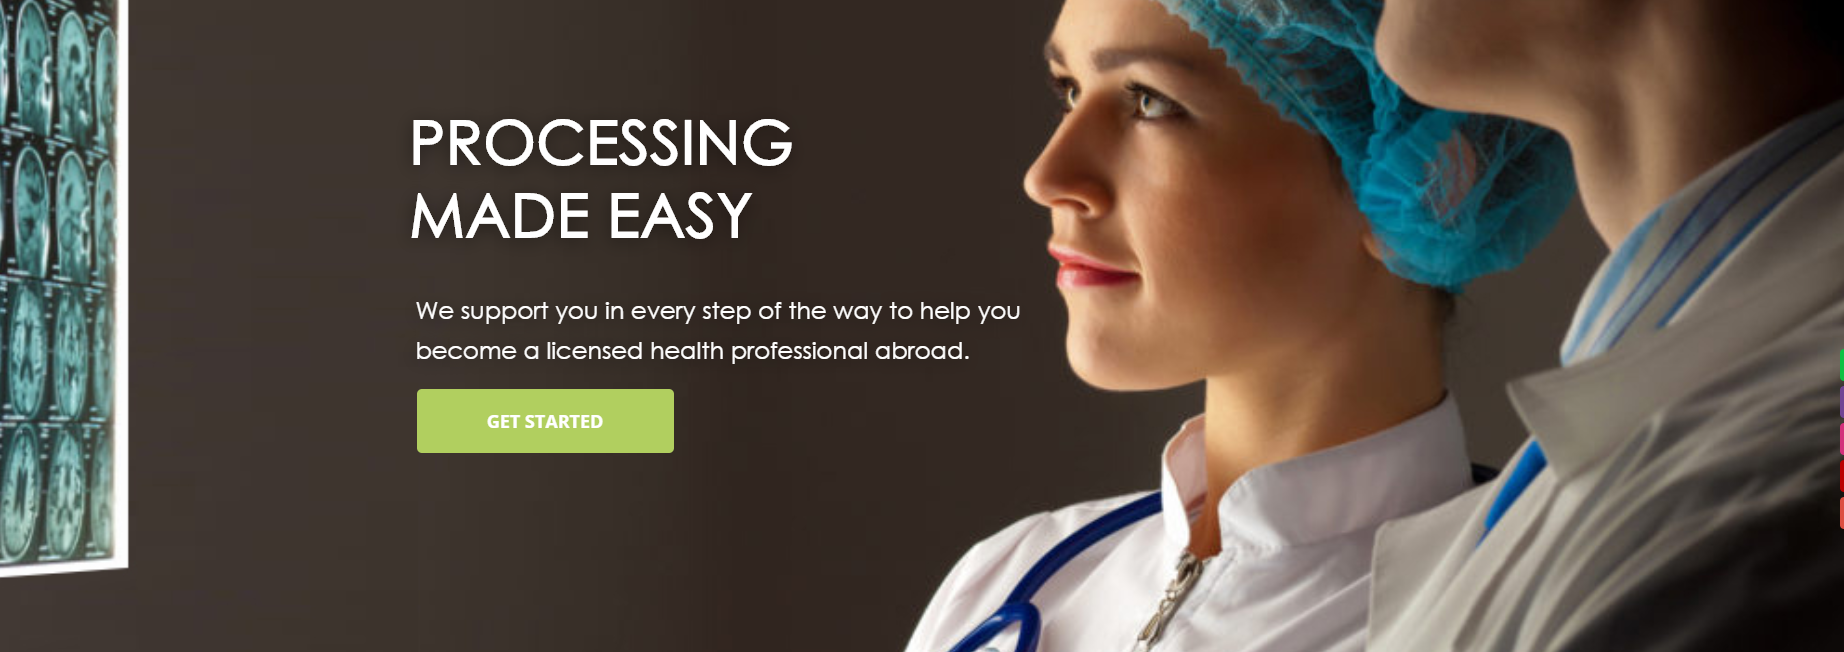 PROCESSING
MADE EASY
We support you in every step of the way to help you
become a licensed health professional abroad.
GET STARTED